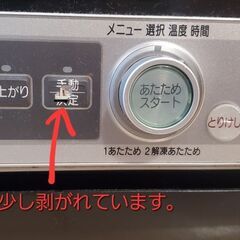 メニュー 選択 温度 時間
上がり
手動
決定
あたため
スタート
とりけし
1あたため 2解凍あたため
少し剥がれています。